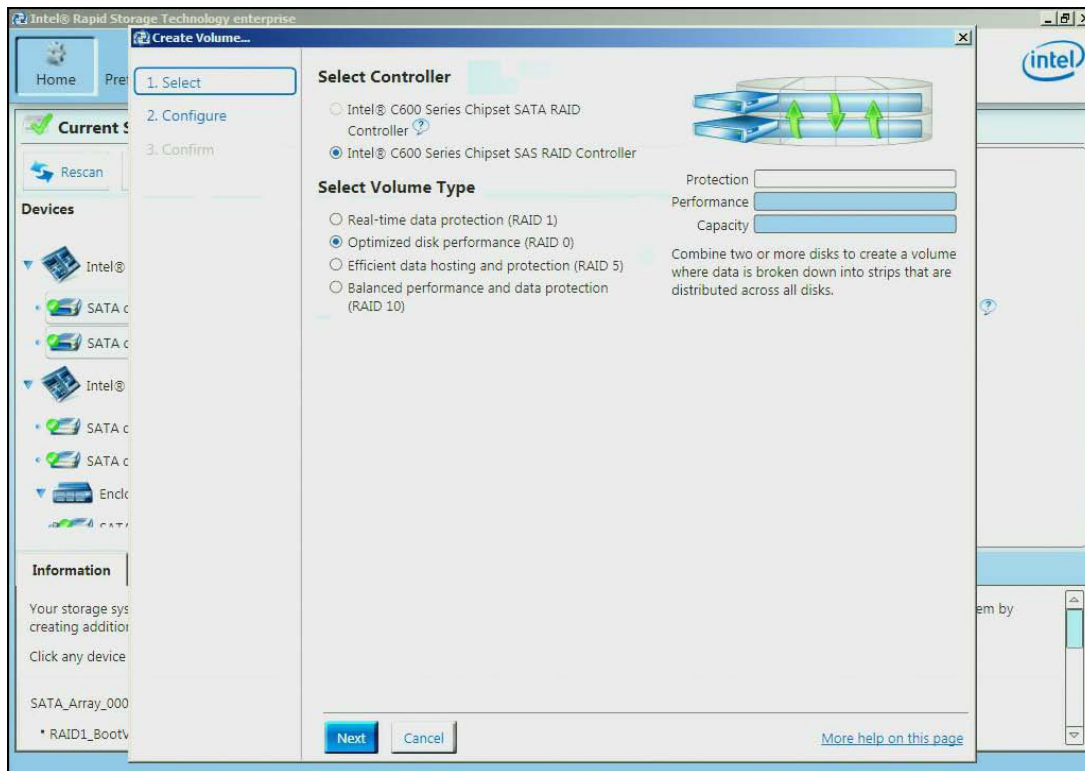 Intel® Rapid Storage Technology enterprise
Create Volume...
Home
intel
1. Select
2. Configure
3. Confirm
Select Controller
Intel® C600 Series Chipset SATA RAID
Controller
Intel® C600 Series Chipset SAS RAID Controller
Select Volume Type
Real-time data protection (RAID 1)
Optimized disk performance (RAID 0)
Efficient data hosting and protection (RAID 5)
Balanced performance and data protection
(RAID 10)
Protection
Performance
Capacity
Combine two or more disks to create a volume
where data is broken down into strips that are
distributed across all disks.
Next
Cancel
More help on this page
Current
Rescan
Devices
Intel®
SATA
SATA
Intel®
SATA
SATA
SATA
Information
Your storage sys
em by
creating addition
Click any device
SATA_Array_000
• RAID1_BootV